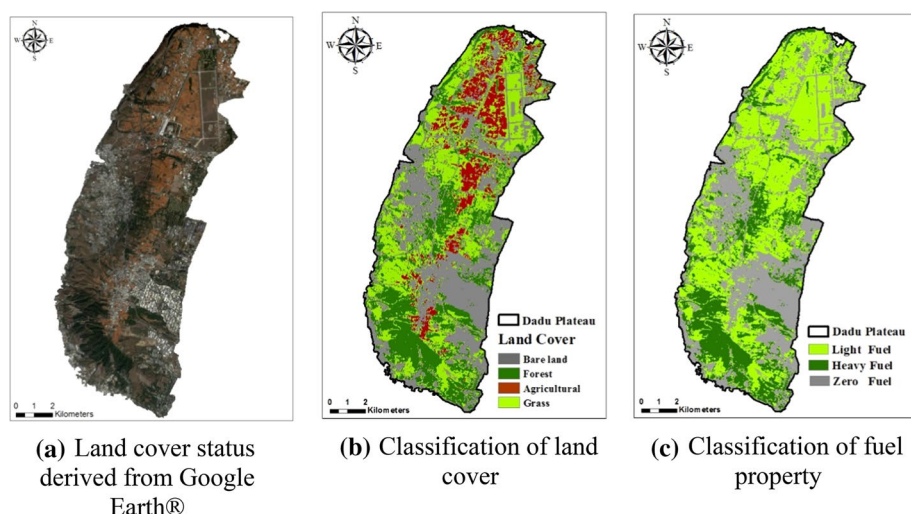 N
W E
S
0 1 2
Kilometers
(a) Land cover status
derived from Google
Earth®
N
W E
S
Dadu Plateau
Land Cover
Bare land
Forest
Agricultural
Grass
0 1 2
Kilometers
(b) Classification of land
cover
N
W E
S
Dadu Plateau
Light Fuel
Heavy Fuel
Zero Fuel
0 1 2
Kilometers
(c) Classification of fuel
property